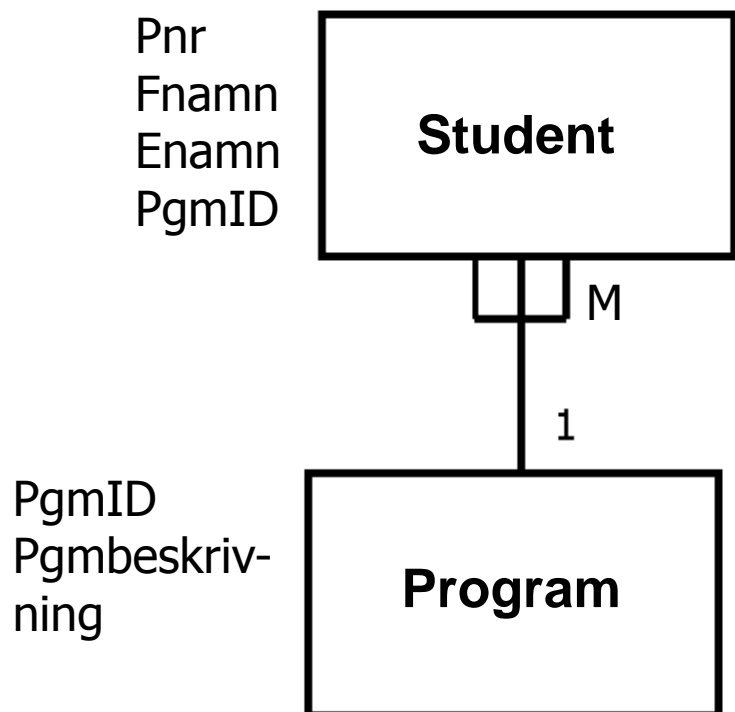 Pnr
Fnamn
Enamn
PgmID
Student
M
1
PgmID
Pgmbeskriv-
ning
Program